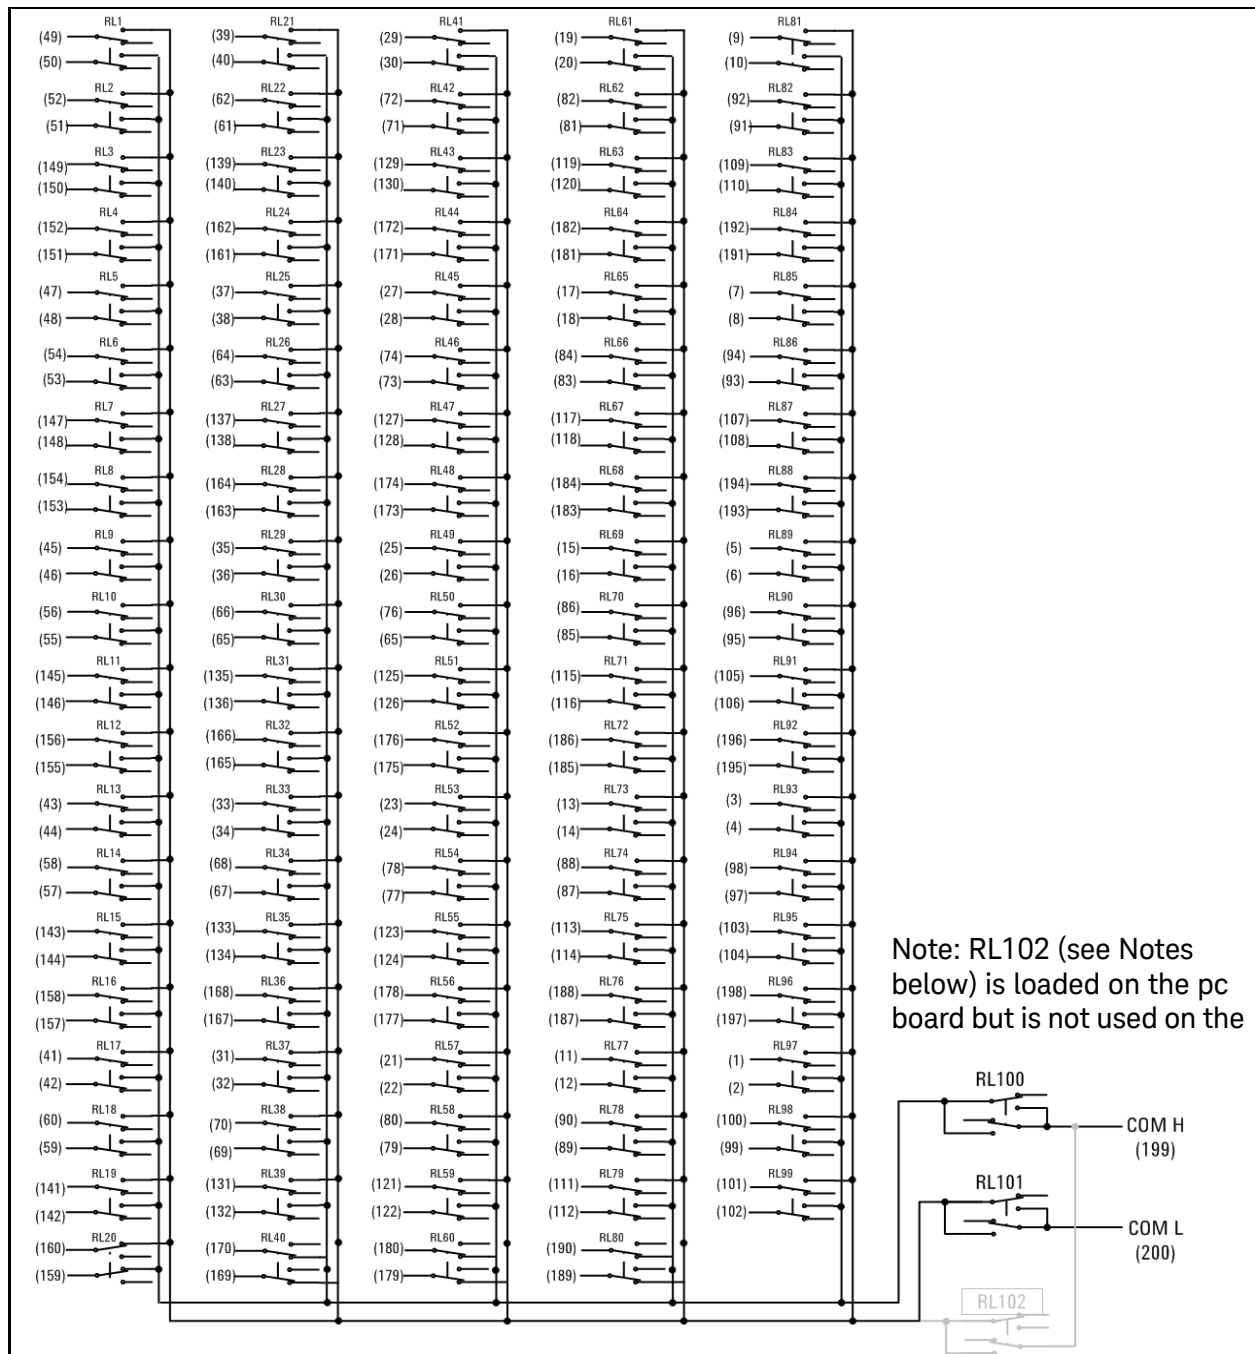 RL1
(49)
(50)
RL2
(52)
(51)
RL3
(149)
(150)
RL4
(152)
(151)
RL5
(47)
(48)
RL6
(54)
(53)
RL7
(147)
(148)
RL8
(154)
(153)
RL9
(45)
(46)
RL10
(56)
(55)
RL11
(145)
(146)
RL12
(156)
(155)
RL13
(43)
(44)
RL14
(58)
(57)
RL15
(143)
(144)
RL16
(158)
(157)
RL17
(41)
(42)
RL18
(60)
(59)
RL19
(141)
(142)
RL20
(160)
(159)
RL21
(39)
(40)
RL22
(62)
(61)
RL23
(139)
(140)
RL24
(162)
(161)
RL25
(37)
(38)
RL26
(64)
(63)
RL27
(137)
(138)
RL28
(164)
(163)
RL29
(35)
(36)
RL30
(66)
(65)
RL31
(135)
(136)
RL32
(166)
(165)
RL33
(33)
(34)
RL34
(68)
(67)
RL35
(133)
(134)
RL36
(168)
(167)
RL37
(31)
(32)
RL38
(70)
(69)
RL39
(131)
(132)
RL40
(170)
(169)
RL41
(29)
(30)
RL42
(72)
(71)
RL43
(129)
(130)
RL44
(172)
(171)
RL45
(27)
(28)
RL46
(74)
(73)
RL47
(127)
(128)
RL48
(174)
(173)
RL49
(25)
(26)
RL50
(76)
(65)
RL51
(125)
(126)
RL52
(176)
(175)
RL53
(23)
(24)
RL54
(78)
(77)
RL55
(123)
(124)
RL56
(178)
(177)
RL57
(21)
(22)
RL58
(80)
(79)
RL59
(121)
(122)
RL60
(180)
(179)
RL61
(19)
(20)
RL62
(82)
(81)
RL63
(119)
(120)
RL64
(182)
(181)
RL65
(17)
(18)
RL66
(84)
(83)
RL67
(117)
(118)
RL68
(184)
(183)
RL69
(15)
(16)
RL70
(86)
(85)
RL71
(115)
(116)
RL72
(186)
(185)
RL73
(13)
(14)
RL74
(88)
(87)
RL75
(113)
(114)
RL76
(188)
(187)
RL77
(11)
(12)
RL78
(90)
(89)
RL79
(111)
(112)
RL80
(190)
(189)
RL81
(9)
(10)
RL82
(92)
(91)
RL83
(109)
(110)
RL84
(192)
(191)
RL85
(7)
(8)
RL86
(94)
(93)
RL87
(107)
(108)
RL88
(194)
(193)
RL89
(5)
(6)
RL90
(96)
(95)
RL91
(105)
(106)
RL92
(196)
(195)
RL93
(3)
(4)
RL94
(98)
(97)
RL95
(103)
(104)
RL96
(198)
(197)
RL97
(1)
(2)
RL98
(100)
(99)
RL99
(101)
(102)
Note: RL102 (see Notes
below) is loaded on the pc
board but is not used on the
RL100
COM H
(199)
RL101
COM L
(200)
RL102